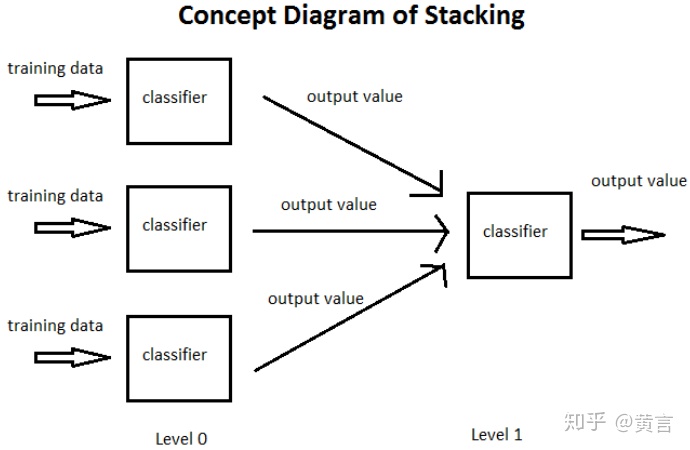 Concept Diagram of Stacking
training data
classifier
output value
training data
classifier
output value
classifier
output value
training data
classifier
output value
Level 0
Level 1
知乎 @黄言